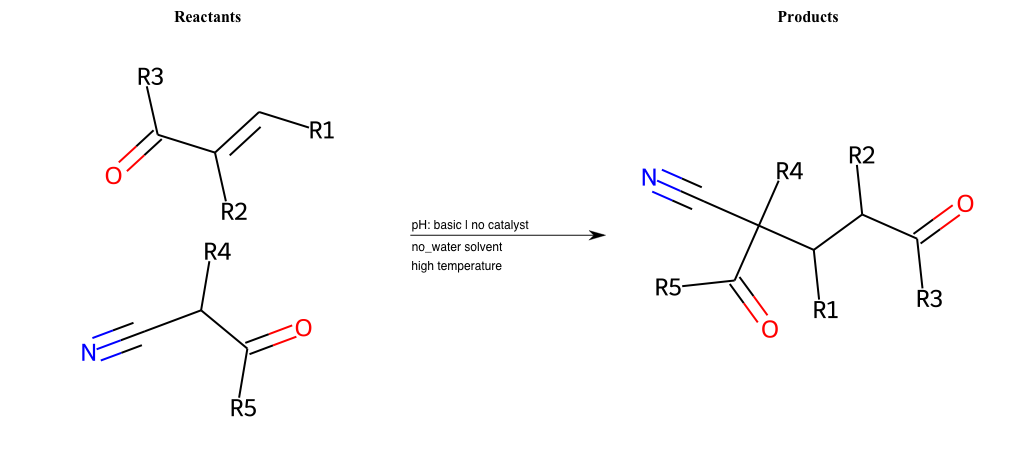 Reactants
Products
R3
O
R1
R2
R4
N
O
R5
pH: basic | no catalyst
no_water solvent
high temperature
R2
R4
N
O
R5
R1
R3
O